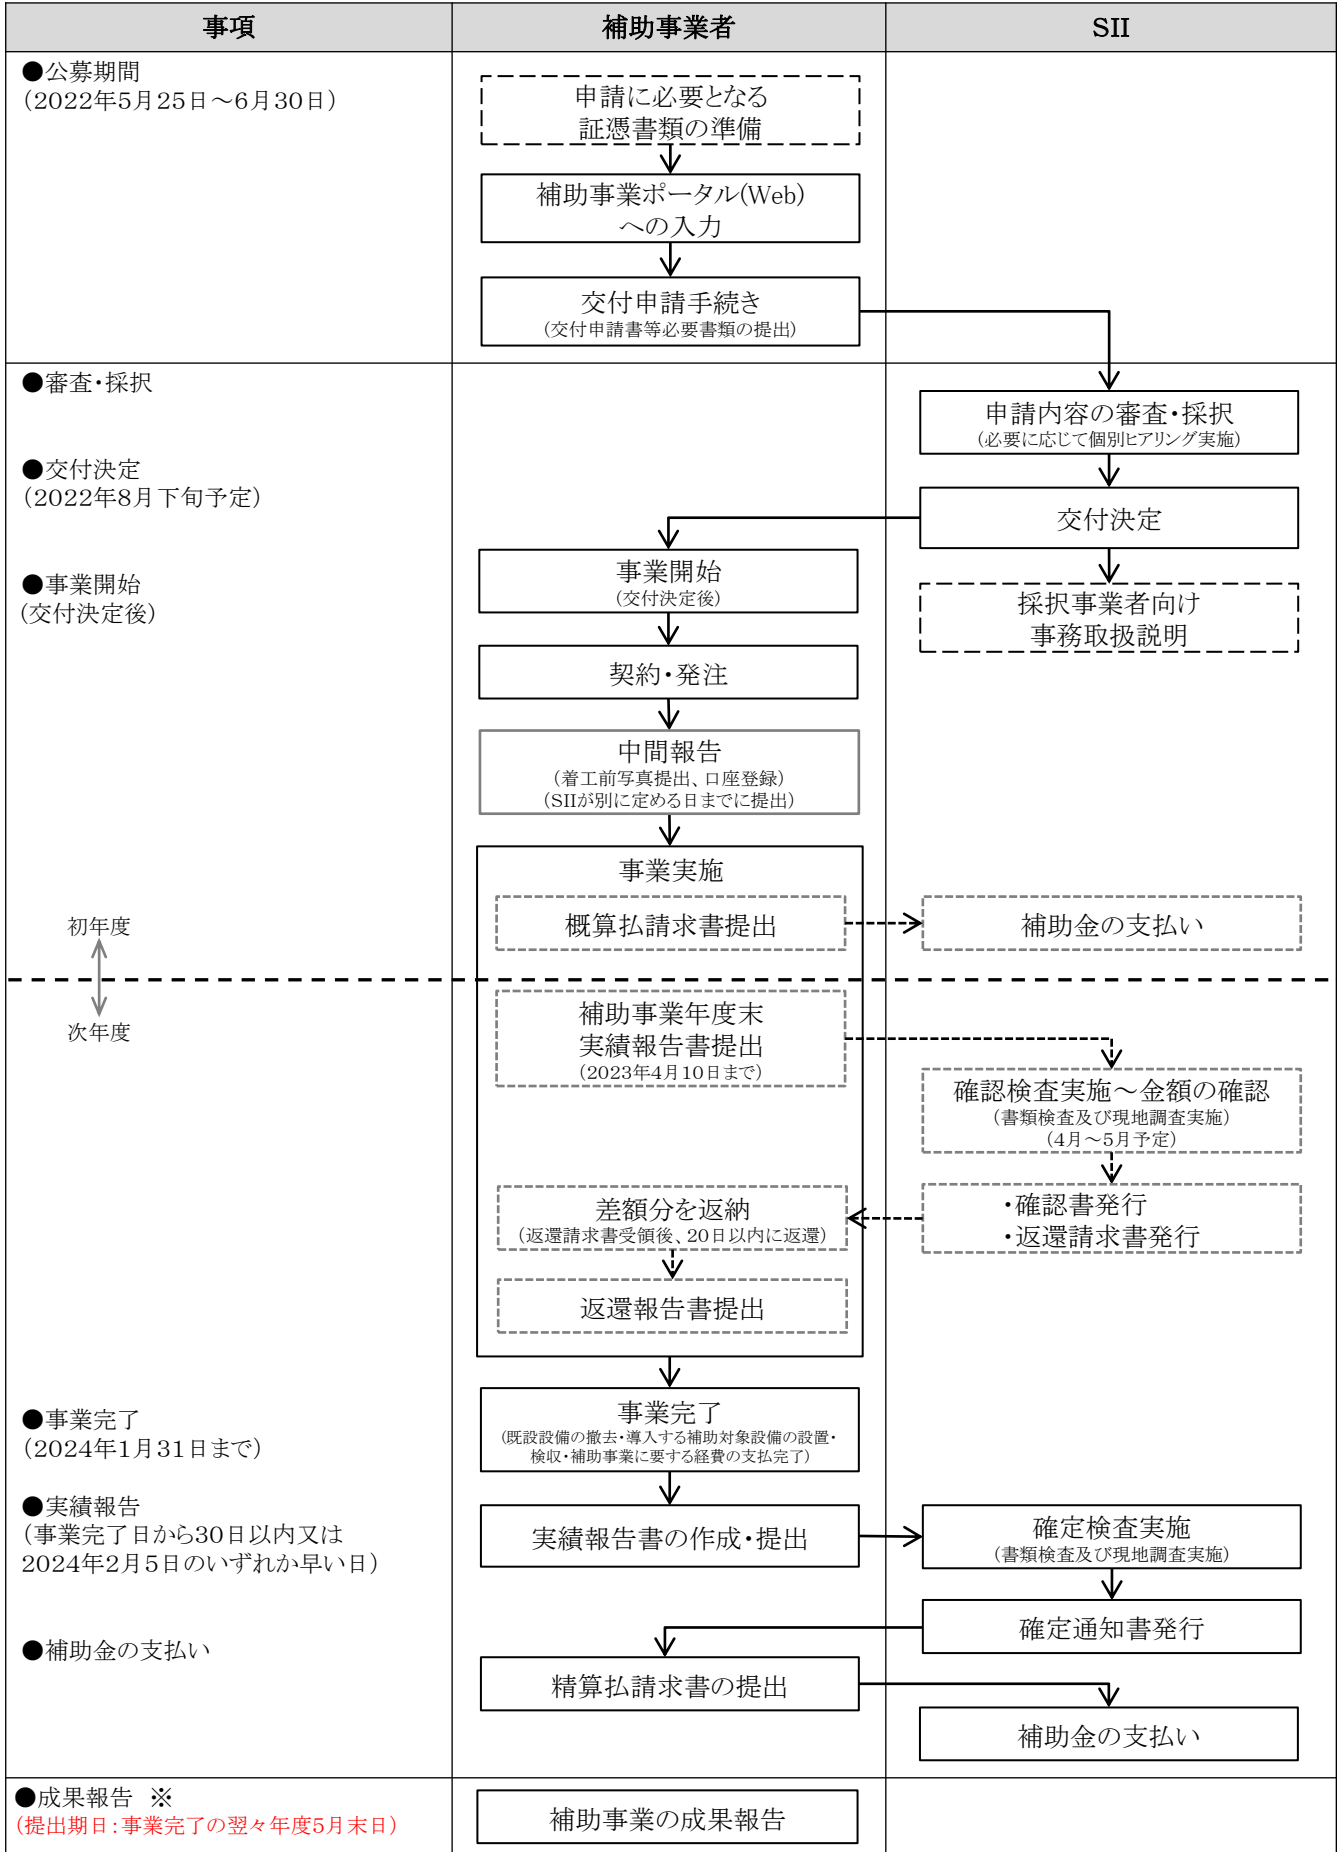 事項
補助事業者
SII
●公募期間
(2022年5月25日～6月30日)
申請に必要となる
証憑書類の準備
補助事業ポータル(Web)
への入力
交付申請手続き
(交付申請書等必要書類の提出)
●審査・採択
申請内容の審査・採択
(必要に応じて個別ヒアリング実施)
●交付決定
(2022年8月下旬予定)
交付決定
●事業開始
(交付決定後)
事業開始
(交付決定後)
採択事業者向け
事務取扱説明
契約・発注
中間報告
(着工前写真提出、口座登録)
(SIIが別に定める日までに提出)
事業実施
初年度
概算払請求書提出
補助金の支払い
次年度
補助事業年度末
実績報告書提出
(2023年4月10日まで)
確認検査実施～金額の確認
(書類検査及び現地調査実施)
(4月～5月予定)
・確認書発行
・返還請求書発行
差額分を返納
(返還請求書受領後、20日以内に返還)
返還報告書提出
●事業完了
(2024年1月31日まで)
事業完了
(既設設備の撤去・導入する補助対象設備の設置・
検収・補助事業に要する経費の支払完了)
●実績報告
(事業完了日から30日以内又は
2024年2月5日のいずれか早い日)
実績報告書の作成・提出
確定検査実施
(書類検査及び現地調査実施)
確定通知書発行
●補助金の支払い
精算払請求書の提出
補助金の支払い
●成果報告 ※
(提出期日：事業完了の翌々年度5月末日)
補助事業の成果報告